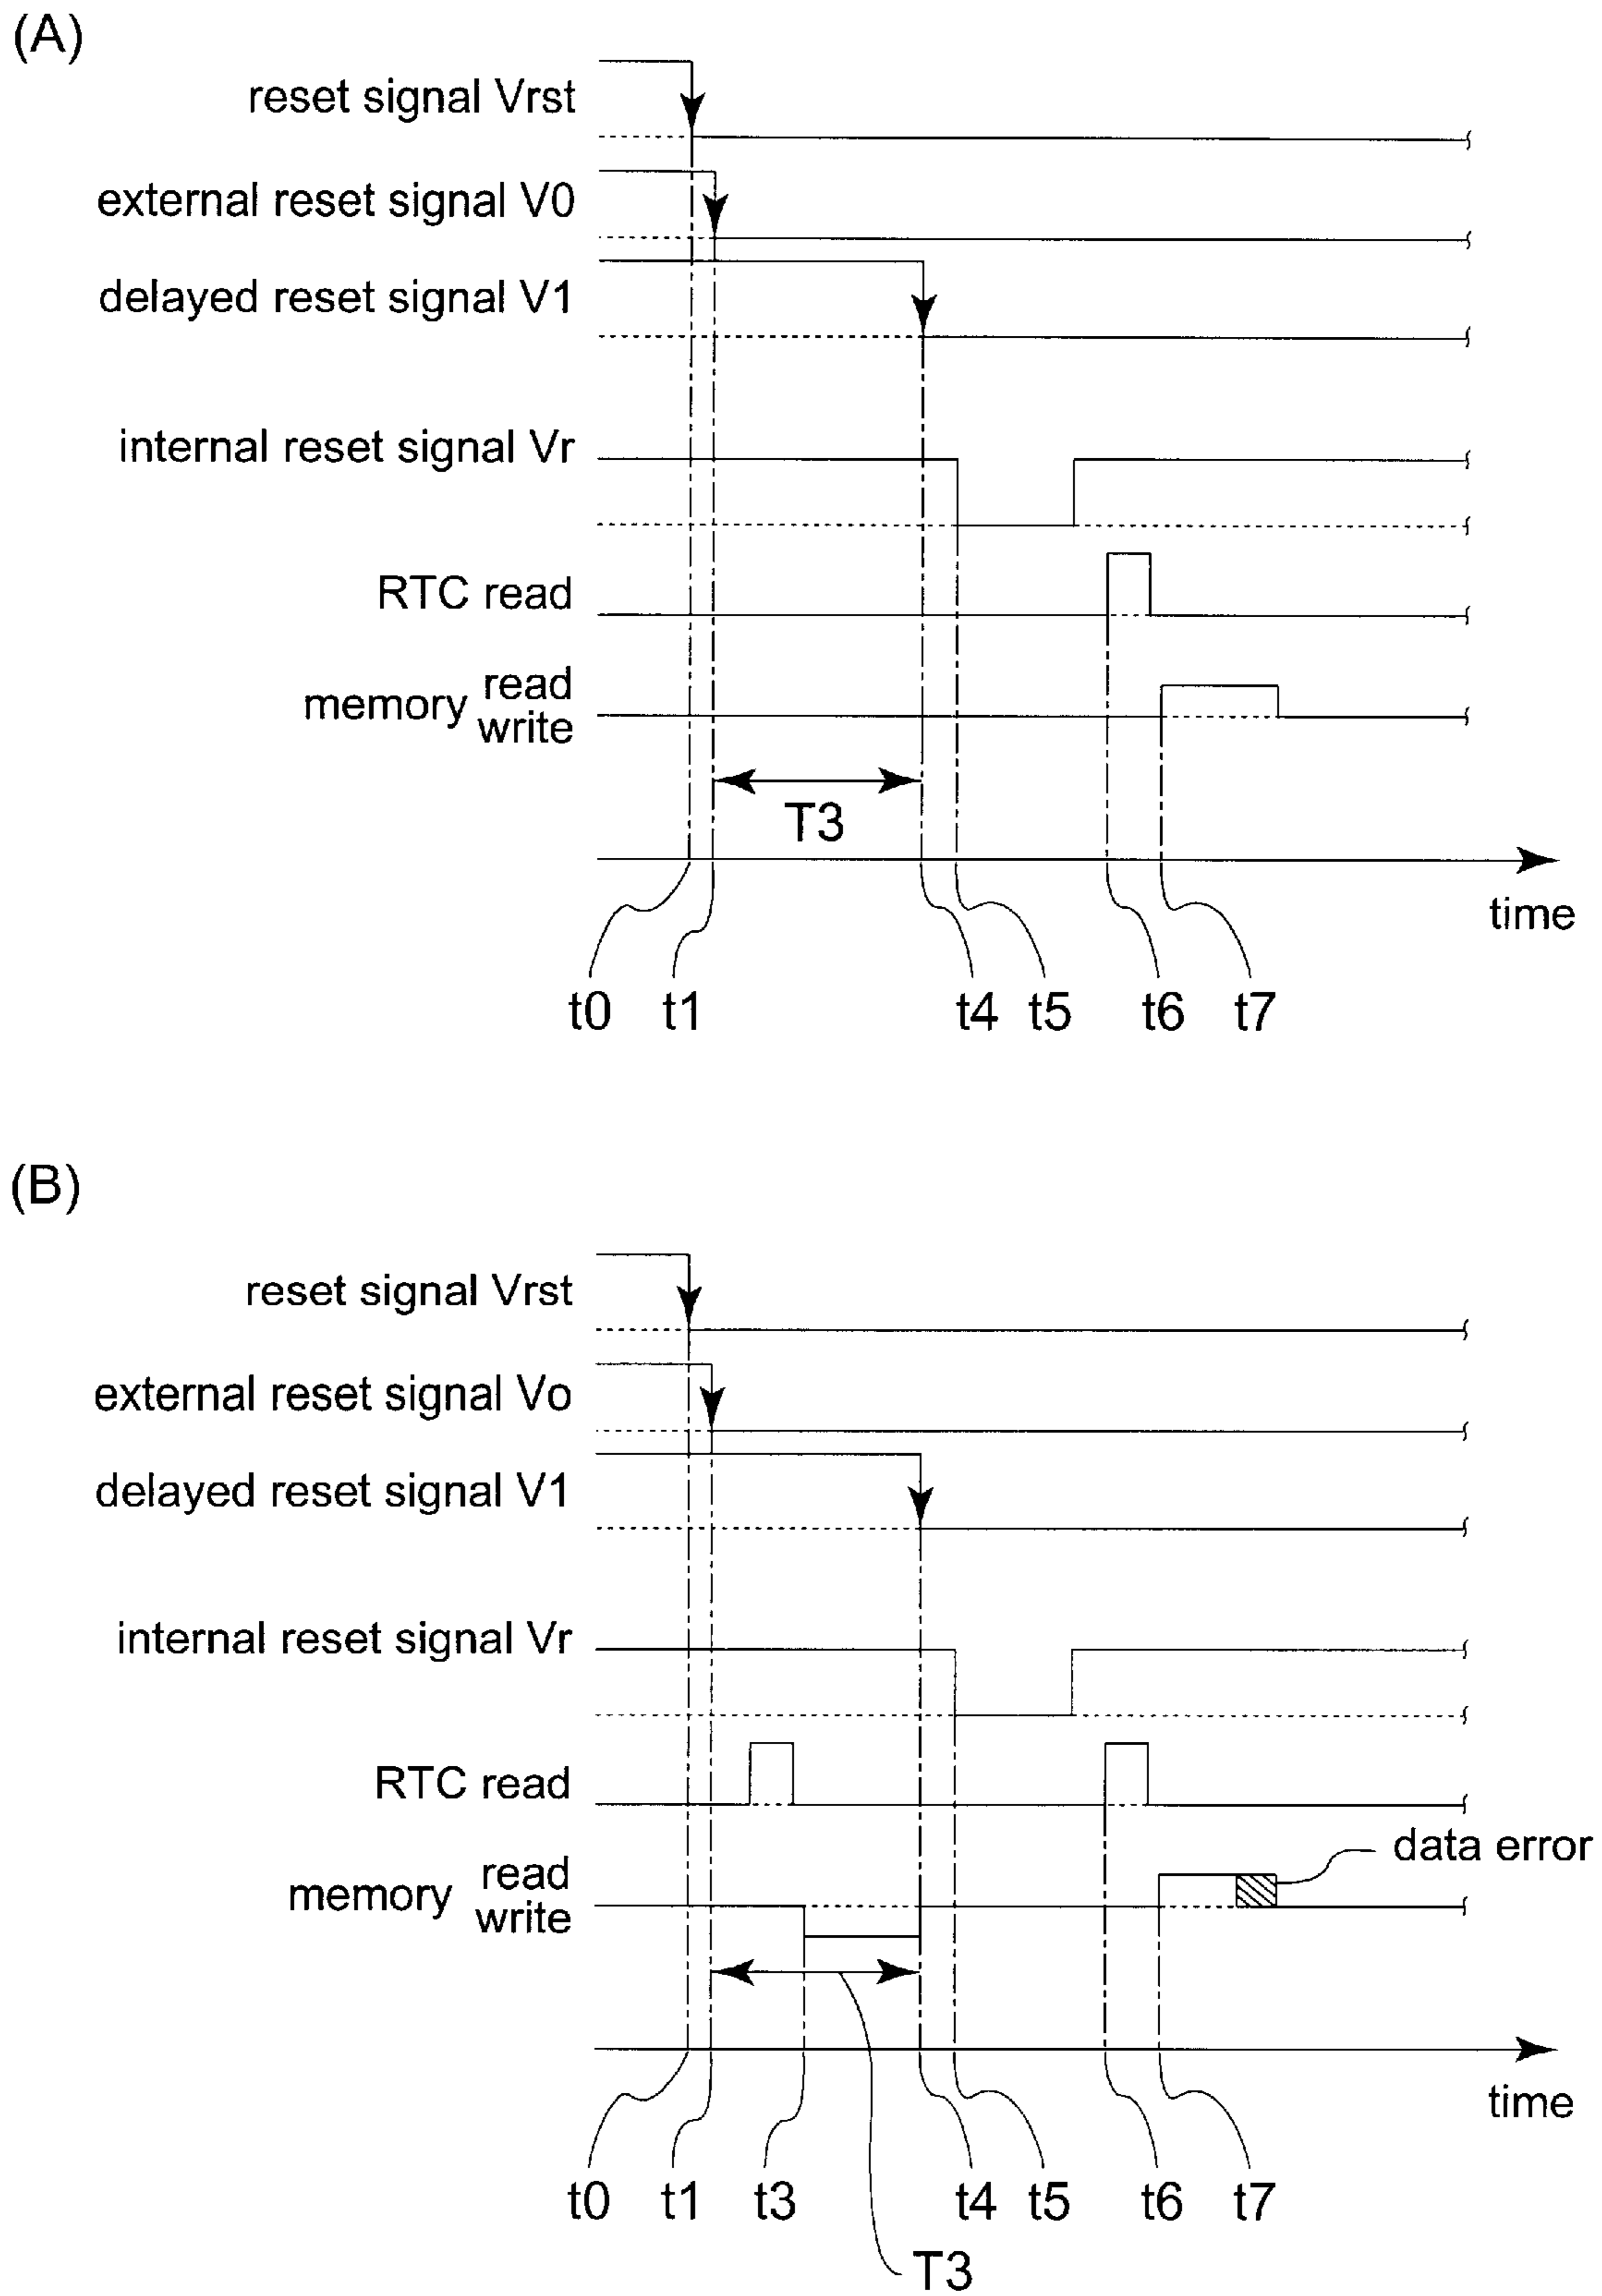 (A)
reset signal Vrst
external reset signal V0
delayed reset signal V1
internal reset signal Vr
RTC read
memory read
write
T3
time
t0 t1 t4 t5 t6 t7
(B)
reset signal Vrst
external reset signal Vo
delayed reset signal V1
internal reset signal Vr
RTC read
data error
memory read
write
time
t0 t1 t3 t4 t5 t6 t7
T3